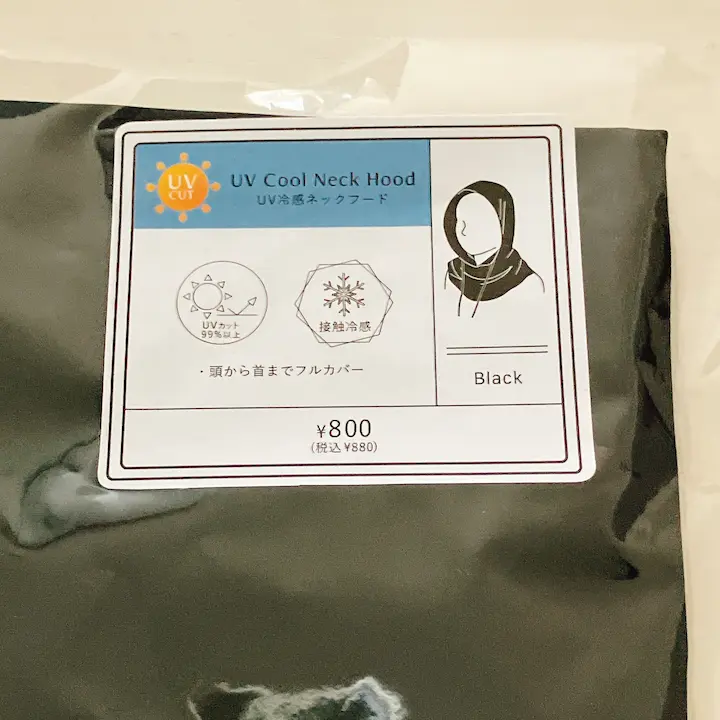 UV
CUT
UV Cool Neck Hood
UV冷感ネックフード
UVカット
99%以上
接触冷感
・頭から首までフルカバー
Black
¥800
(税込¥880)